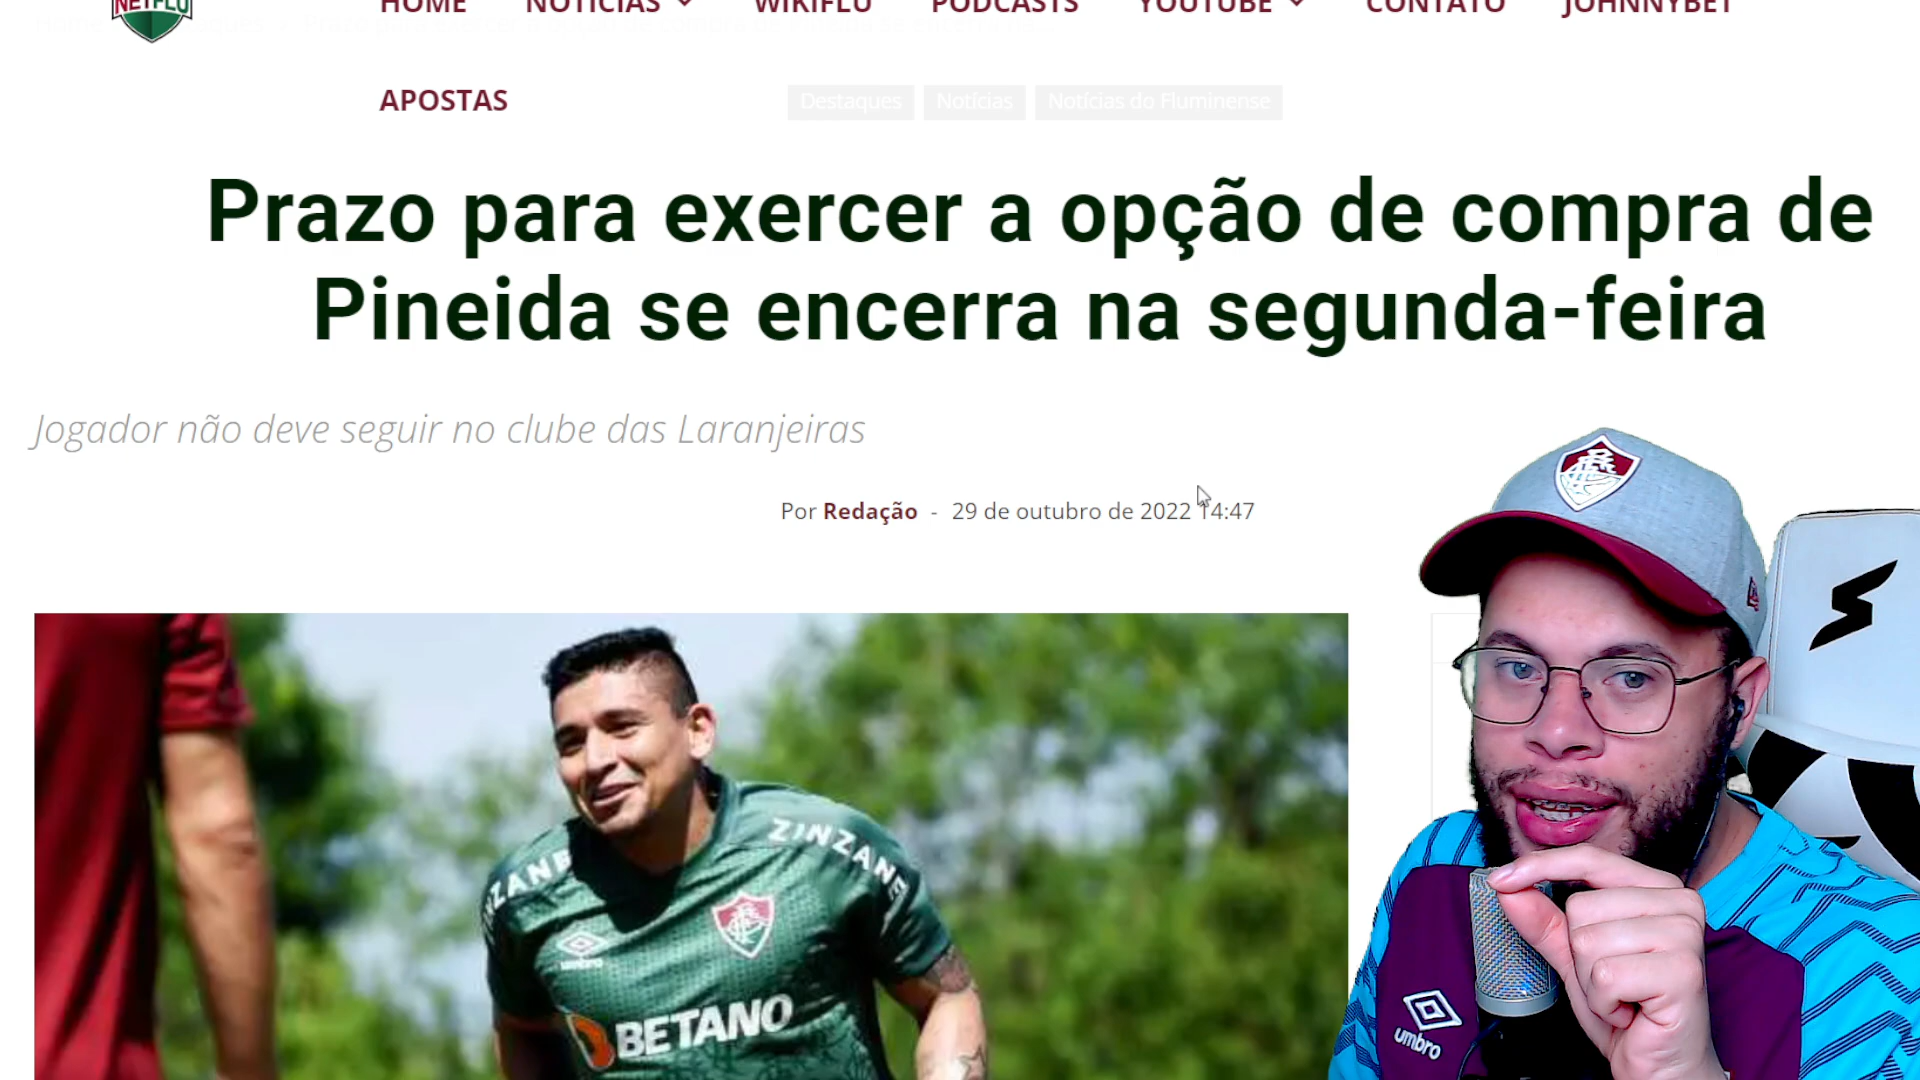 NETFLU
HOME NOTÍCIAS WIKIFLU PODCASTS YOUTUBE CONTATO JOHNNYBET
APOSTAS
Destaques Notícias Notícias do Fluminense
Prazo para exercer a opção de compra de
Pineida se encerra na segunda-feira
Jogador não deve seguir no clube das Laranjeiras
Por Redação - 29 de outubro de 2022 14:47
ZINZANE
umbro
BETANO
umbro